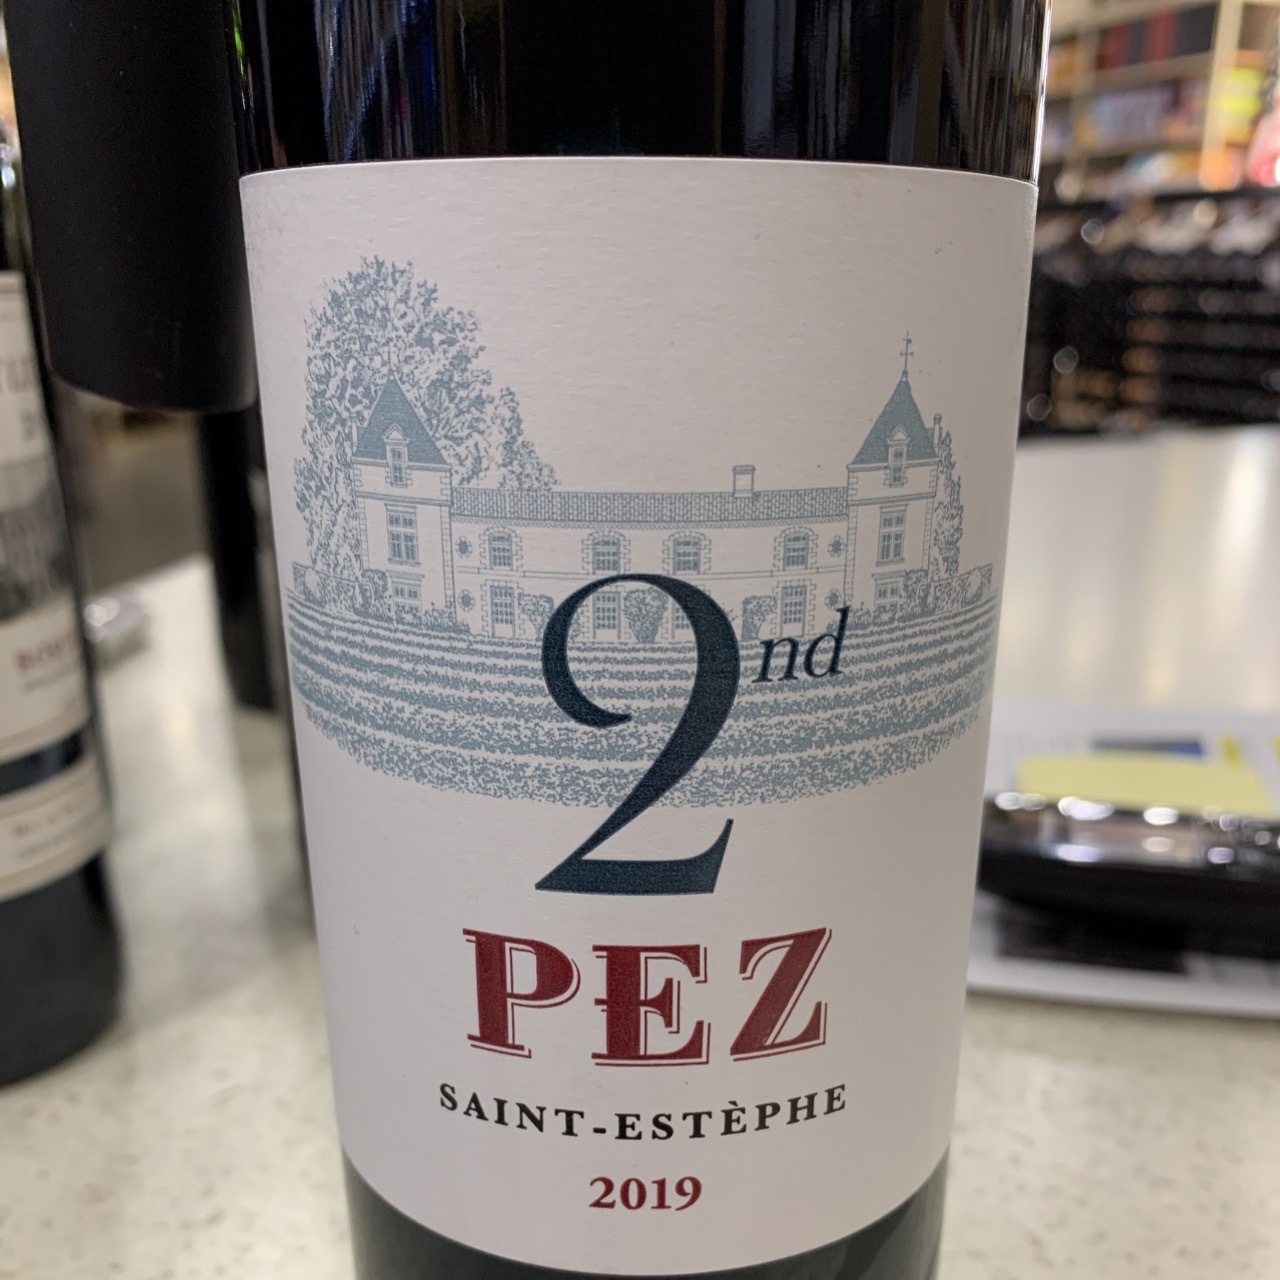 2nd
PEZ
SAINT-ESTÈPHE
2019